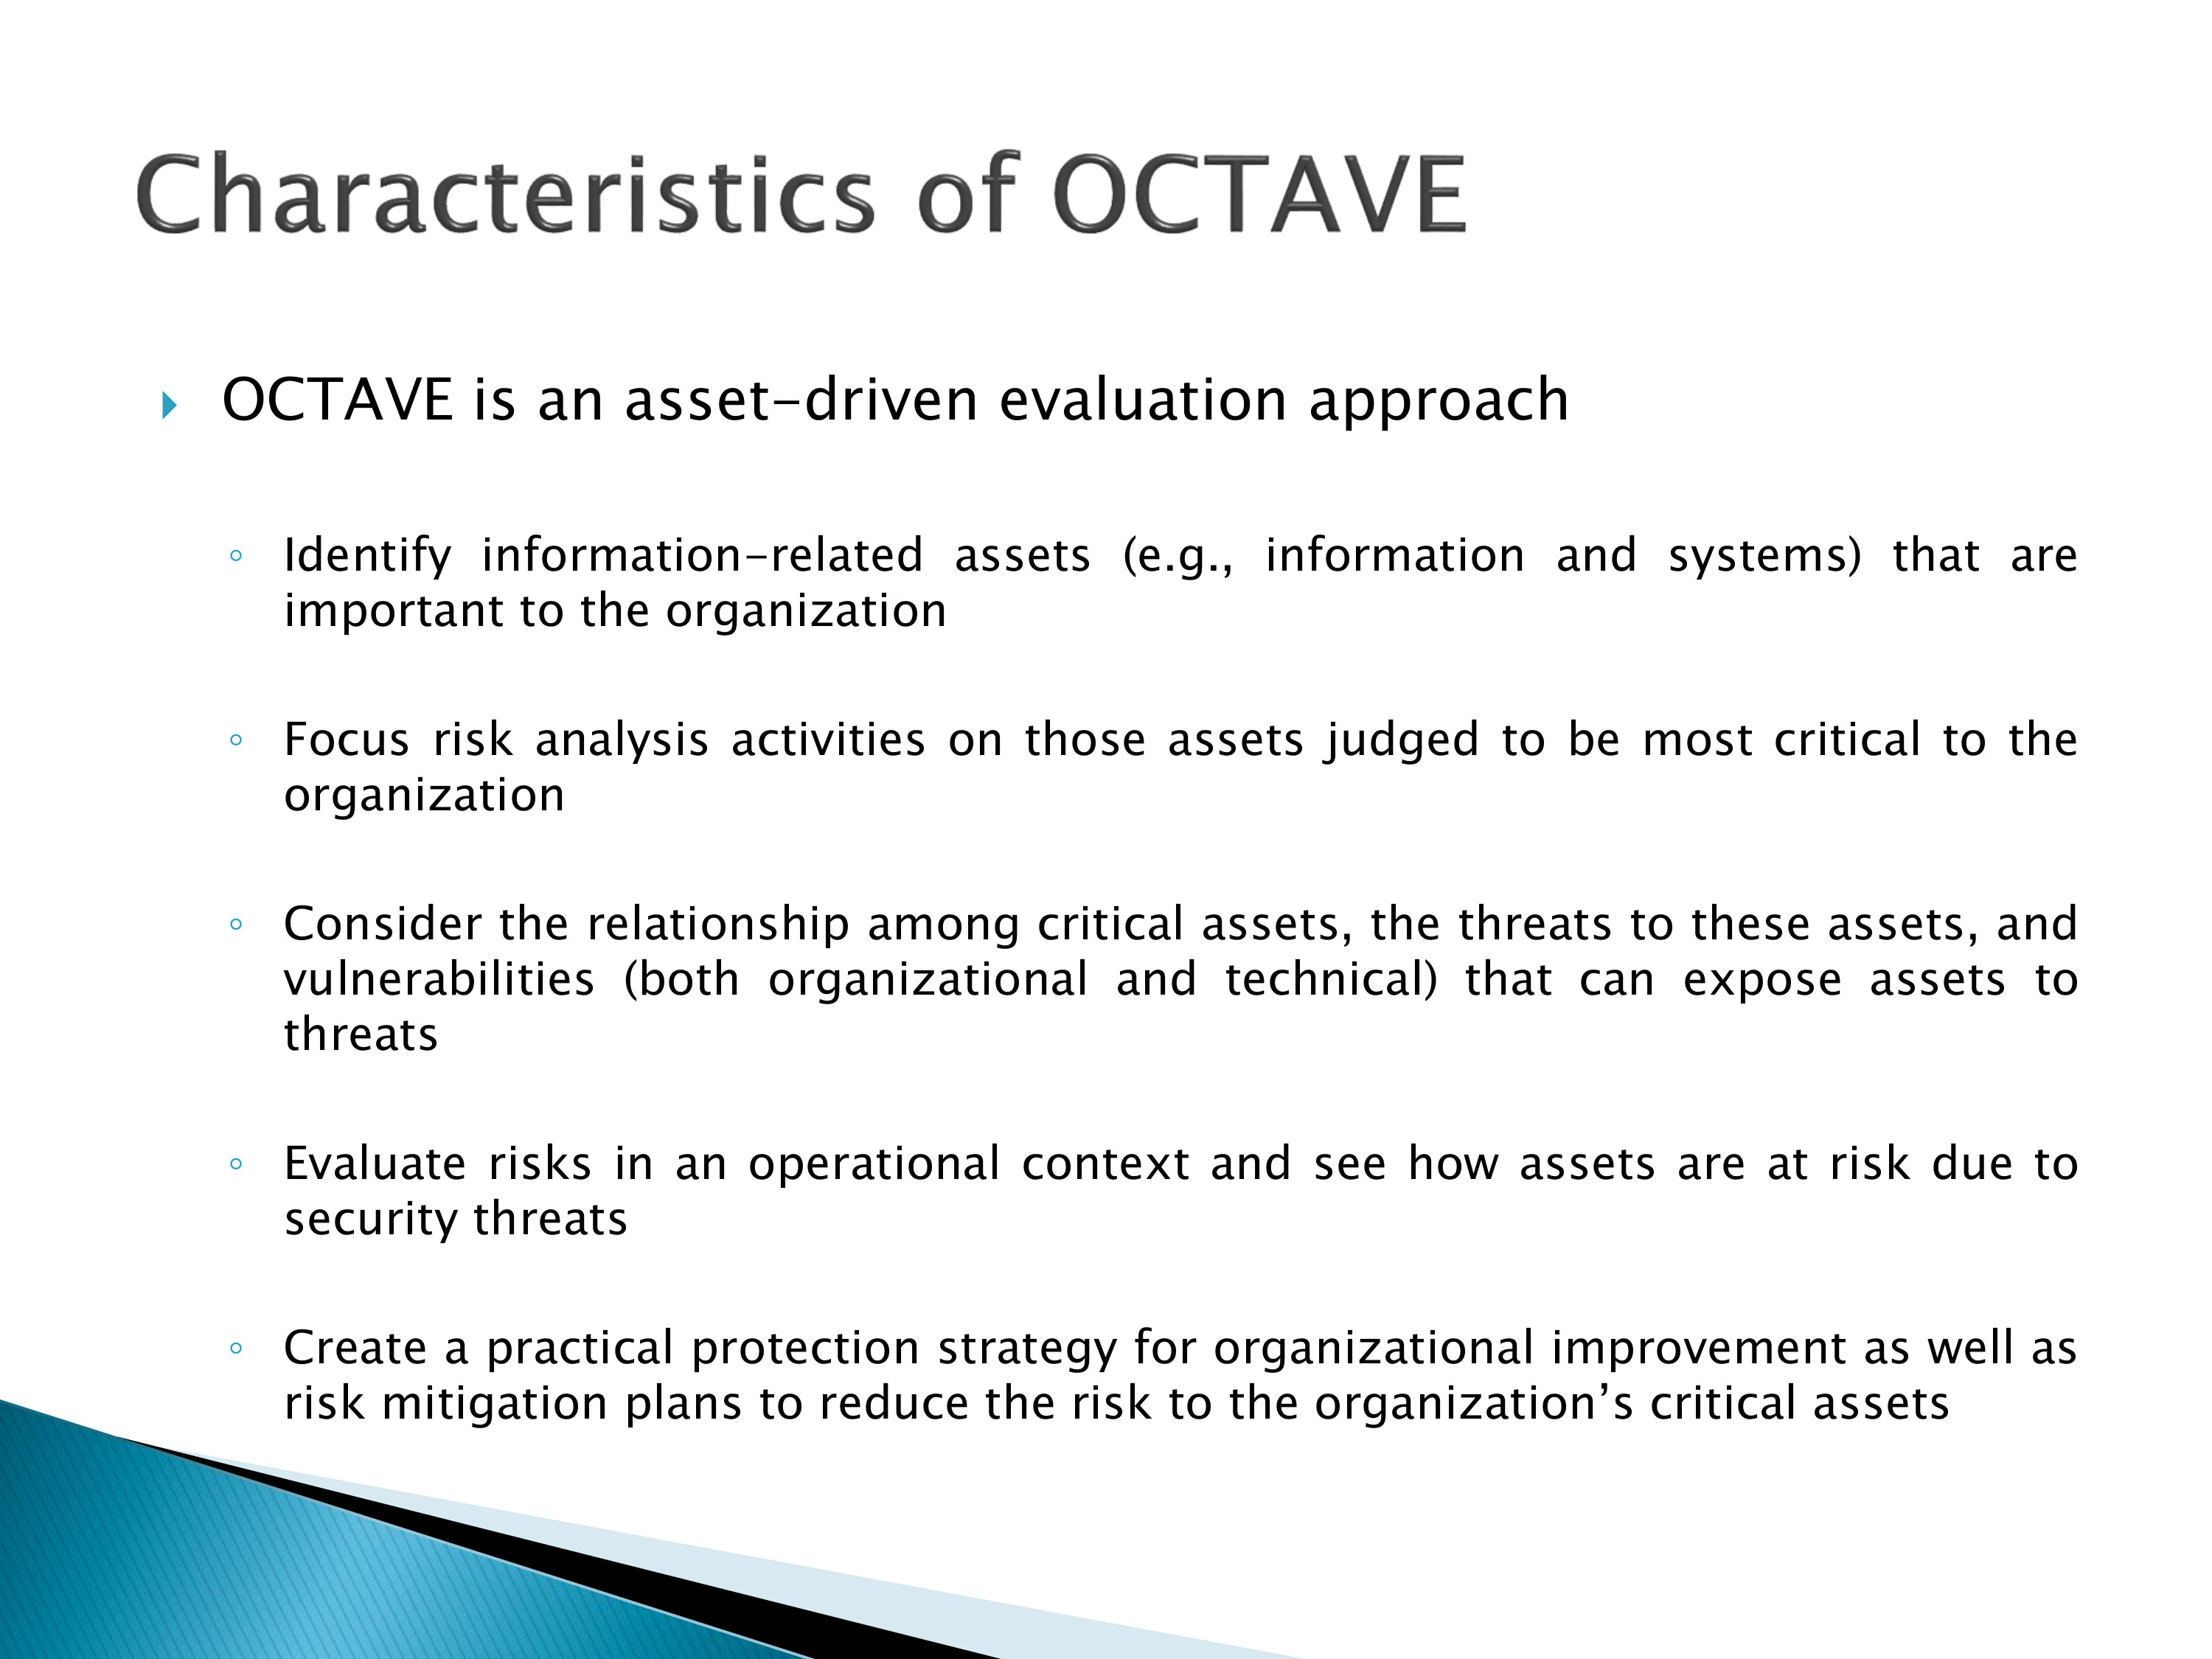 Characteristics of OCTAVE
OCTAVE is an asset-driven evaluation approach
Identify information-related assets (e.g., information and systems) that are
important to the organization
Focus risk analysis activities on those assets judged to be most critical to the
organization
Consider the relationship among critical assets, the threats to these assets, and
vulnerabilities (both organizational and technical) that can expose assets to
threats
Evaluate risks in an operational context and see how assets are at risk due to
security threats
Create a practical protection strategy for organizational improvement as well as
risk mitigation plans to reduce the risk to the organization’s critical assets